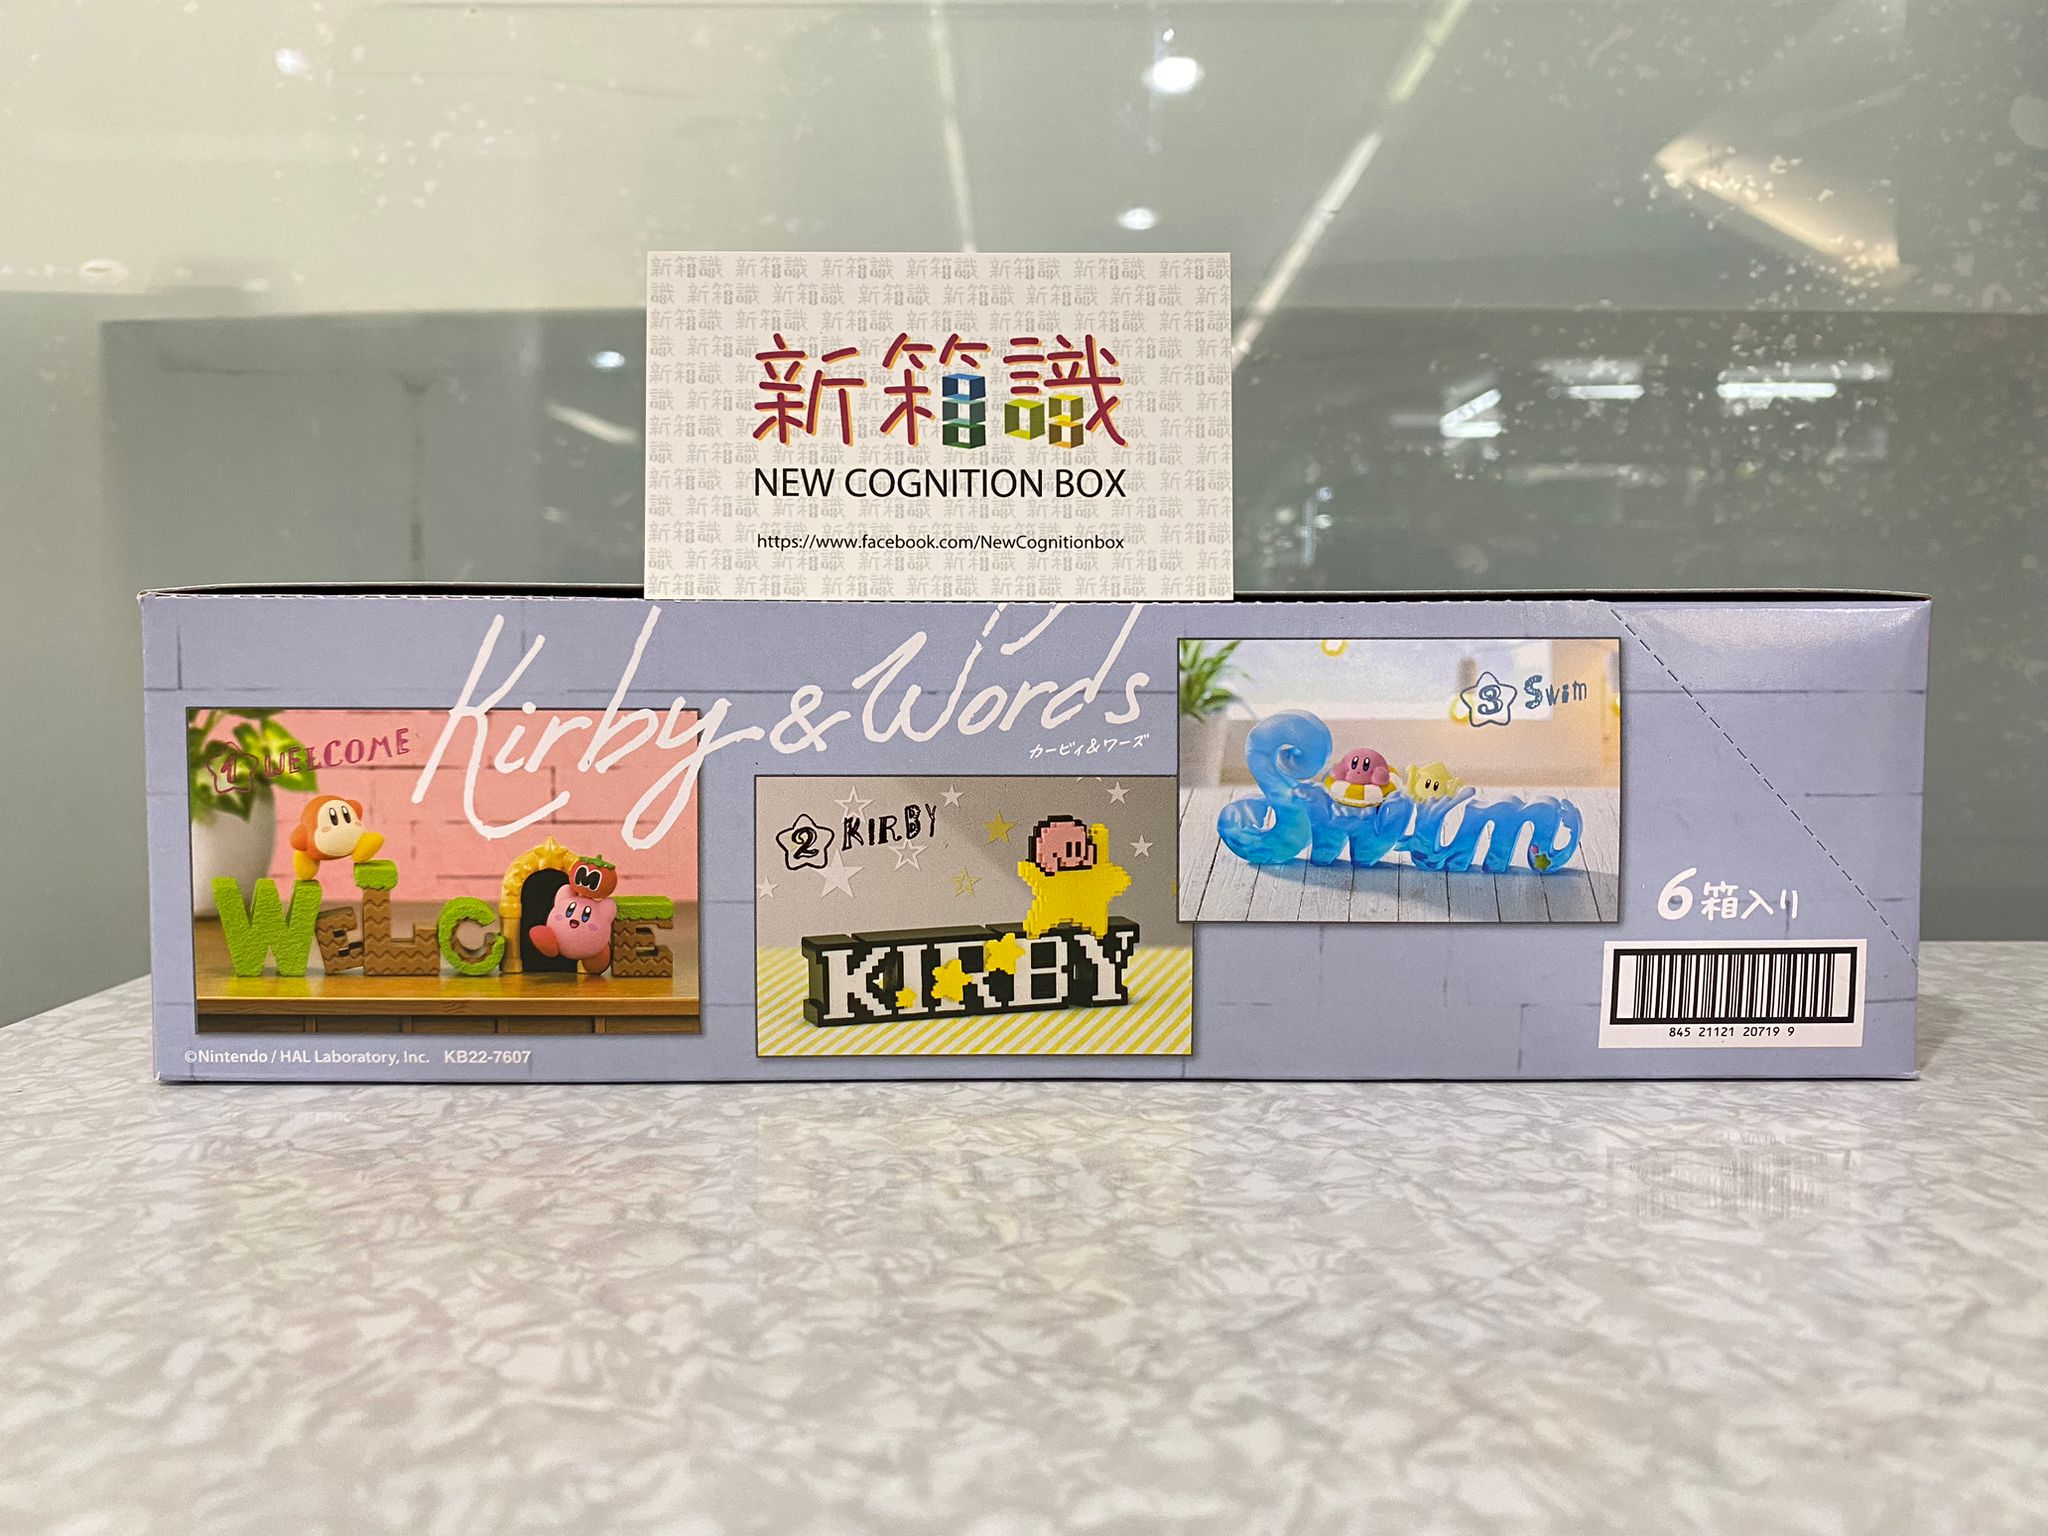 新箱識
NEW COGNITION BOX
https://www.facebook.com/NewCognitionbox
Kirby & Words
カービィ&ワーズ
1 WELCOME
WELCOME
2 KIRBY
KIRBY
3 Swim
Swim
6箱入り
845 21121 20719 9
©Nintendo / HAL Laboratory, Inc. KB22-7607